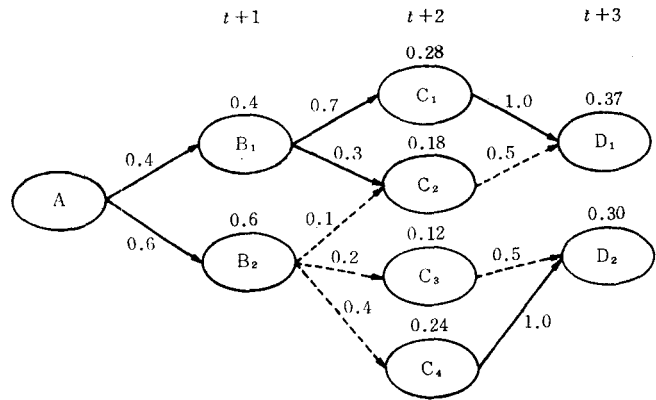 t+1 t+2 t+3
0.28
C₁
0.4 0.7 1.0 0.37
B₁ D₁
0.4 0.3 0.18 0.5
A C₂
0.6 0.6 0.1 0.30
B₂ 0.2 0.12 0.5 D₂
C₃
0.4 0.24 1.0
C₄